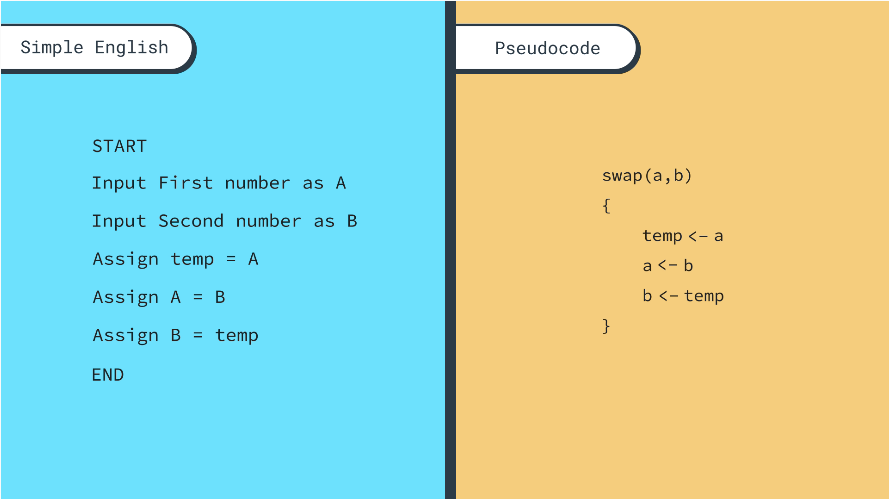 Simple English
START
Input First number as A
Input Second number as B
Assign temp = A
Assign A = B
Assign B = temp
END
Pseudocode
swap(a,b)
{
temp <- a
a <- b
b <- temp
}